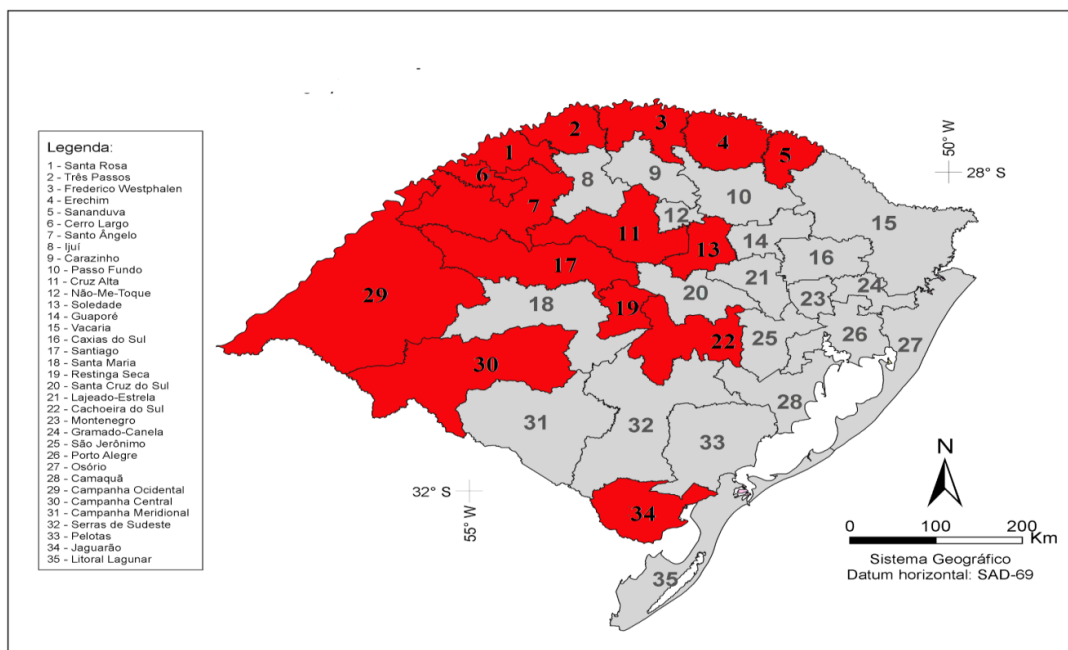 Legenda:
1 - Santa Rosa
2 - Três Passos
3 - Frederico Westphalen
4 - Erechim
5 - Sananduva
6 - Cerro Largo
7 - Santo Ângelo
8 - Ijuí
9 - Carazinho
10 - Passo Fundo
11 - Cruz Alta
12 - Não-Me-Toque
13 - Soledade
14 - Guaporé
15 - Vacaria
16 - Caxias do Sul
17 - Santiago
18 - Santa Maria
19 - Restinga Seca
20 - Santa Cruz do Sul
21 - Lajeado-Estrela
22 - Cachoeira do Sul
23 - Montenegro
24 - Gramado-Canela
25 - São Jerônimo
26 - Porto Alegre
27 - Osório
28 - Camaquã
29 - Campanha Ocidental
30 - Campanha Central
31 - Campanha Meridional
32 - Serras de Sudeste
33 - Pelotas
34 - Jaguarão
35 - Litoral Lagunar
1
2
3
4
5
6
7
8
9
10
11
12
13
14
15
16
17
18
19
20
21
22
23
24
25
26
27
28
29
30
31
32
33
34
35
50° W
28° S
32° S
55° W
N
0 100 200
Km
Sistema Geográfico
Datum horizontal: SAD-69